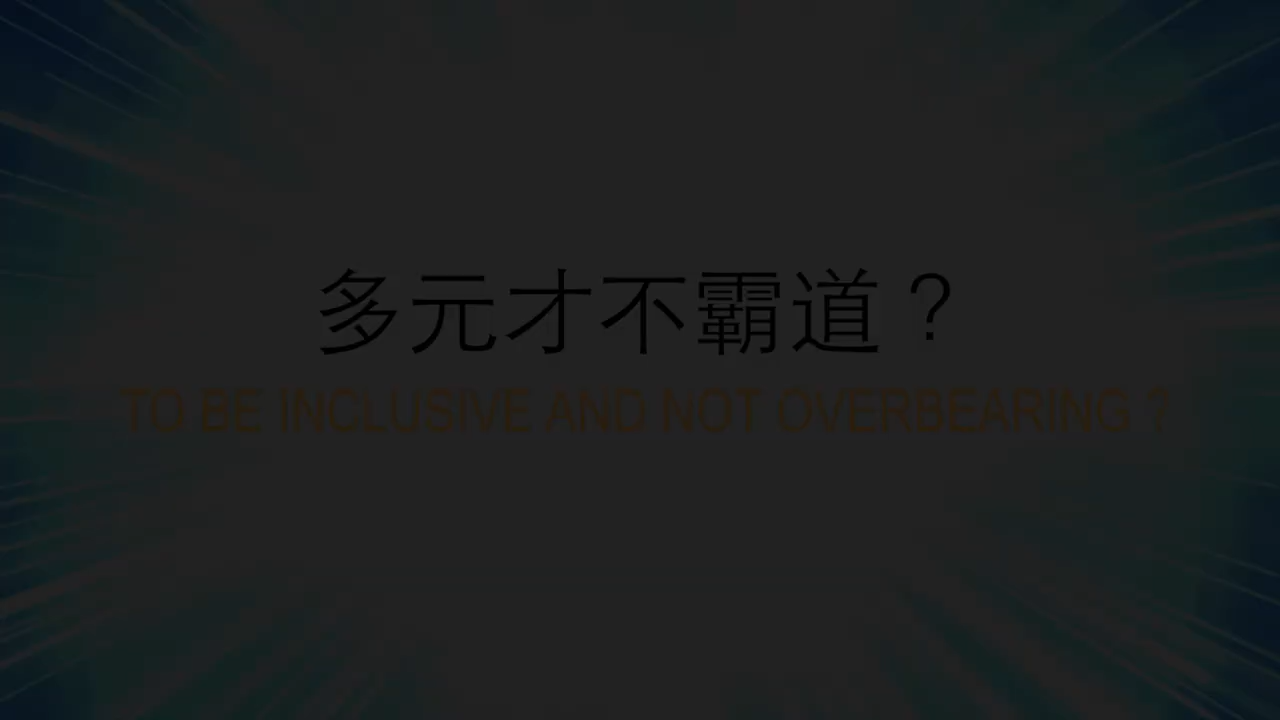 多元才不霸道？
TO BE INCLUSIVE AND NOT OVERBEARING ?